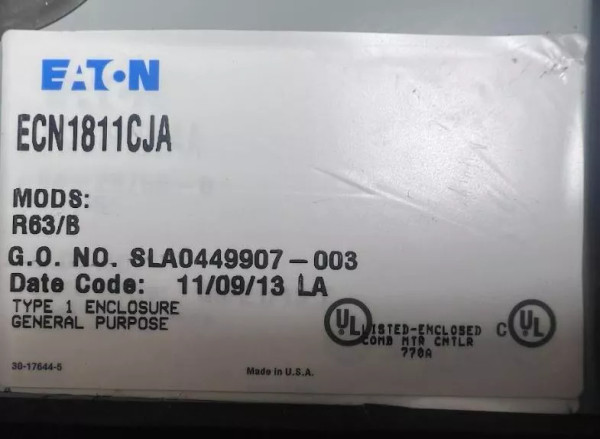 EATON
ECN1811CJA
MODS:
R63/B
G.O. NO. SLA0449907-003
Date Code: 11/09/13 LA
TYPE 1 ENCLOSURE
GENERAL PURPOSE
UL LISTED-ENCLOSED C UL
COMB MTR CNTLR
770A
30-17644-5
Made in U.S.A.